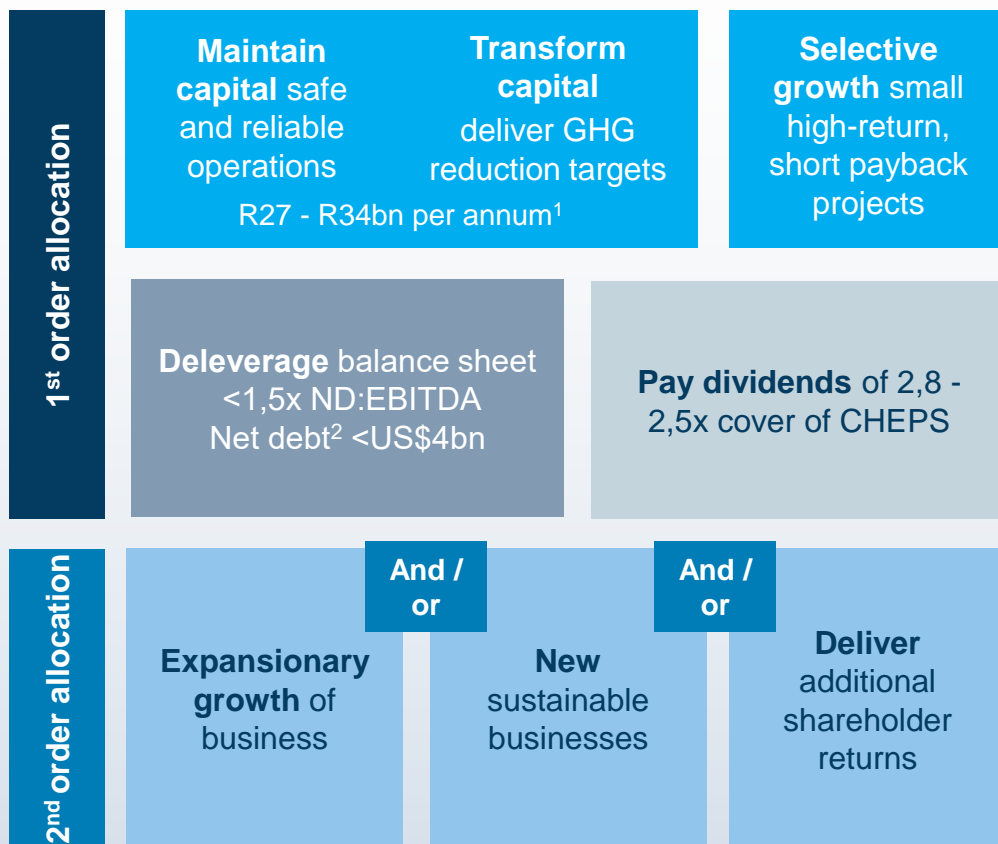 1st order allocation
Maintain
capital safe
and reliable
operations
Transform
capital
deliver GHG
reduction targets
R27 - R34bn per annum1
Selective
growth small
high-return,
short payback
projects
Deleverage balance sheet
<1,5x ND:EBITDA
Net debt2 <US$4bn
Pay dividends of 2,8 -
2,5x cover of CHEPS
2nd order allocation
Expansionary
growth of
business
And /
or
New
sustainable
businesses
And /
or
Deliver
additional
shareholder
returns